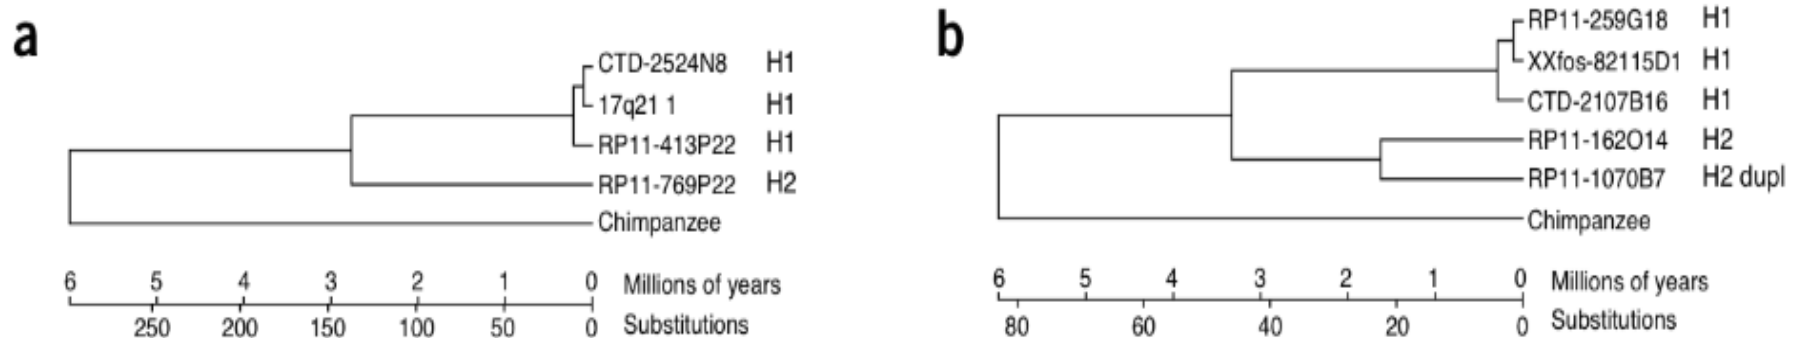 a
CTD-2524N8 H1
17q21 1 H1
RP11-413P22 H1
RP11-769P22 H2
Chimpanzee
6 5 4 3 2 1 0 Millions of years
250 200 150 100 50 0 Substitutions
b
RP11-259G18 H1
XXfos-82115D1 H1
CTD-2107B16 H1
RP11-162O14 H2
RP11-1070B7 H2 dupl
Chimpanzee
6 5 4 3 2 1 0 Millions of years
80 60 40 20 0 Substitutions